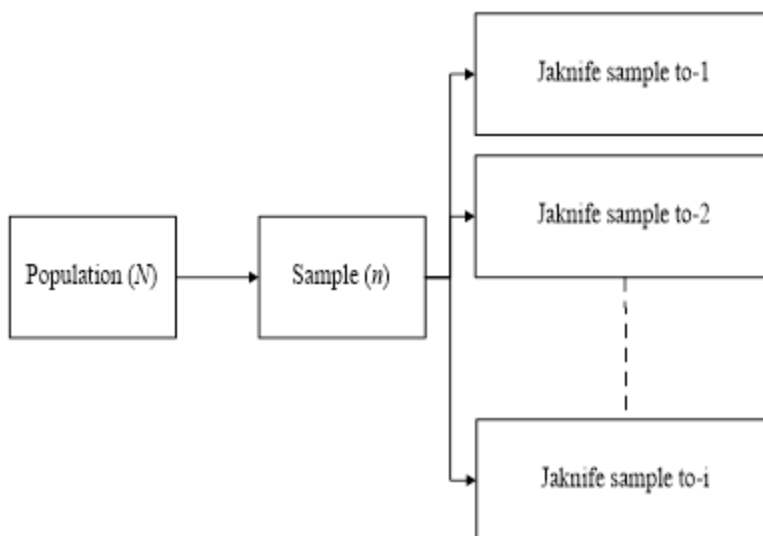 Jaknife sample to-1
Jaknife sample to-2
Population (N)
Sample (n)
Jaknife sample to-i